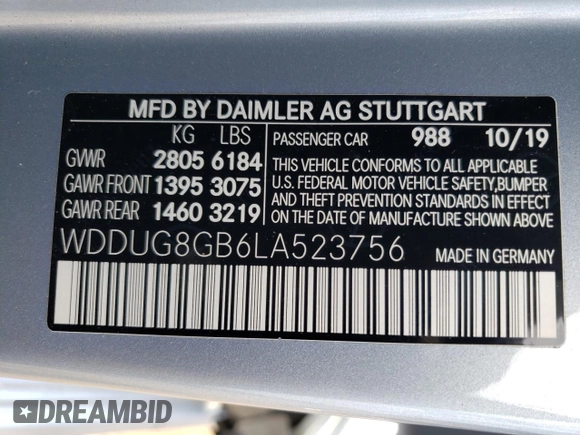 MFD BY DAIMLER AG STUTTGART
KG LBS
GVWR 2805 6184
GAWR FRONT 1395 3075
GAWR REAR 1460 3219
PASSENGER CAR 988 10/19
THIS VEHICLE CONFORMS TO ALL APPLICABLE
U.S. FEDERAL MOTOR VEHICLE SAFETY,BUMPER
AND THEFT PREVENTION STANDARDS IN EFFECT
ON THE DATE OF MANUFACTURE SHOWN ABOVE.
WDDUG8GB6LA523756
MADE IN GERMANY
DREAMBID